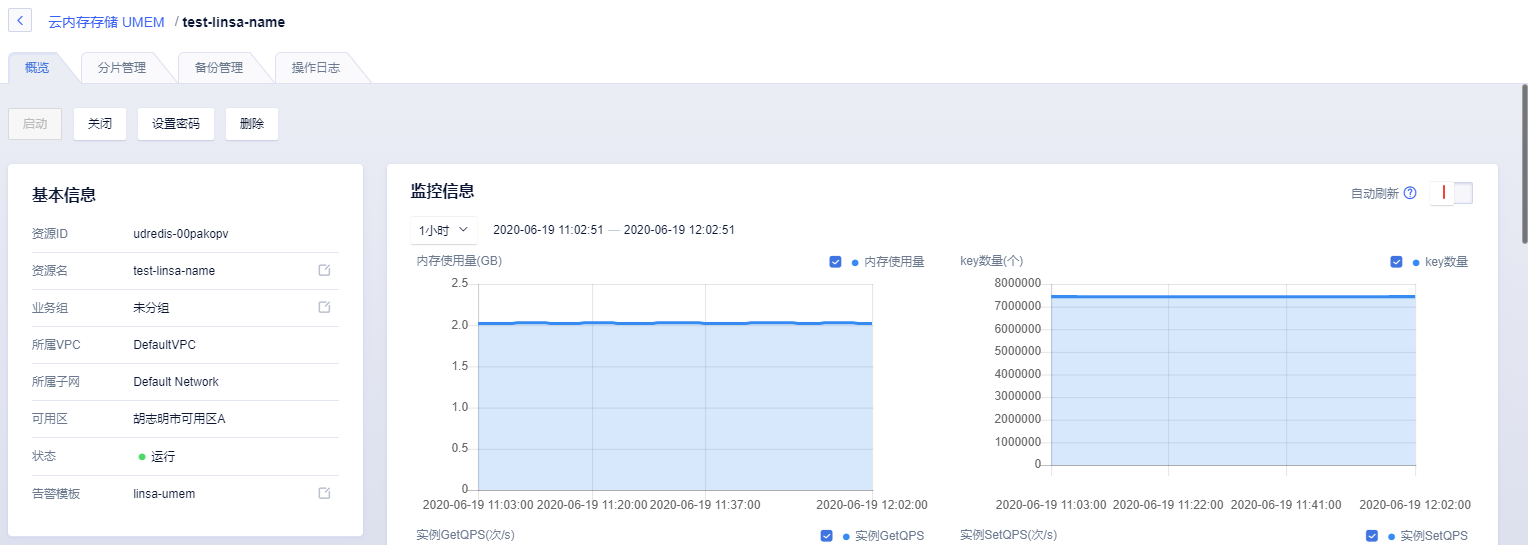 云内存存储 UMEM / test-linsa-name
概览 分片管理 备份管理 操作日志
启动 关闭 设置密码 删除
基本信息
资源ID udredis-00pakopv
资源名 test-linsa-name
业务组 未分组
所属VPC DefaultVPC
所属子网 Default Network
可用区 胡志明市可用区A
状态 运行
告警模板 linsa-umem
监控信息
自动刷新
1小时 2020-06-19 11:02:51 — 2020-06-19 12:02:51
内存使用量(GB) 内存使用量
2.5
2.0
1.5
1.0
0.5
0
2020-06-19 11:03:00 2020-06-19 11:20:00 2020-06-19 11:37:00 2020-06-19 12:02:00
key数量(个) key数量
8000000
7000000
6000000
5000000
4000000
3000000
2000000
1000000
0
2020-06-19 11:03:00 2020-06-19 11:22:00 2020-06-19 11:41:00 2020-06-19 12:02:00
实例GetQPS(次/s) 实例GetQPS
实例SetQPS(次/s) 实例SetQPS